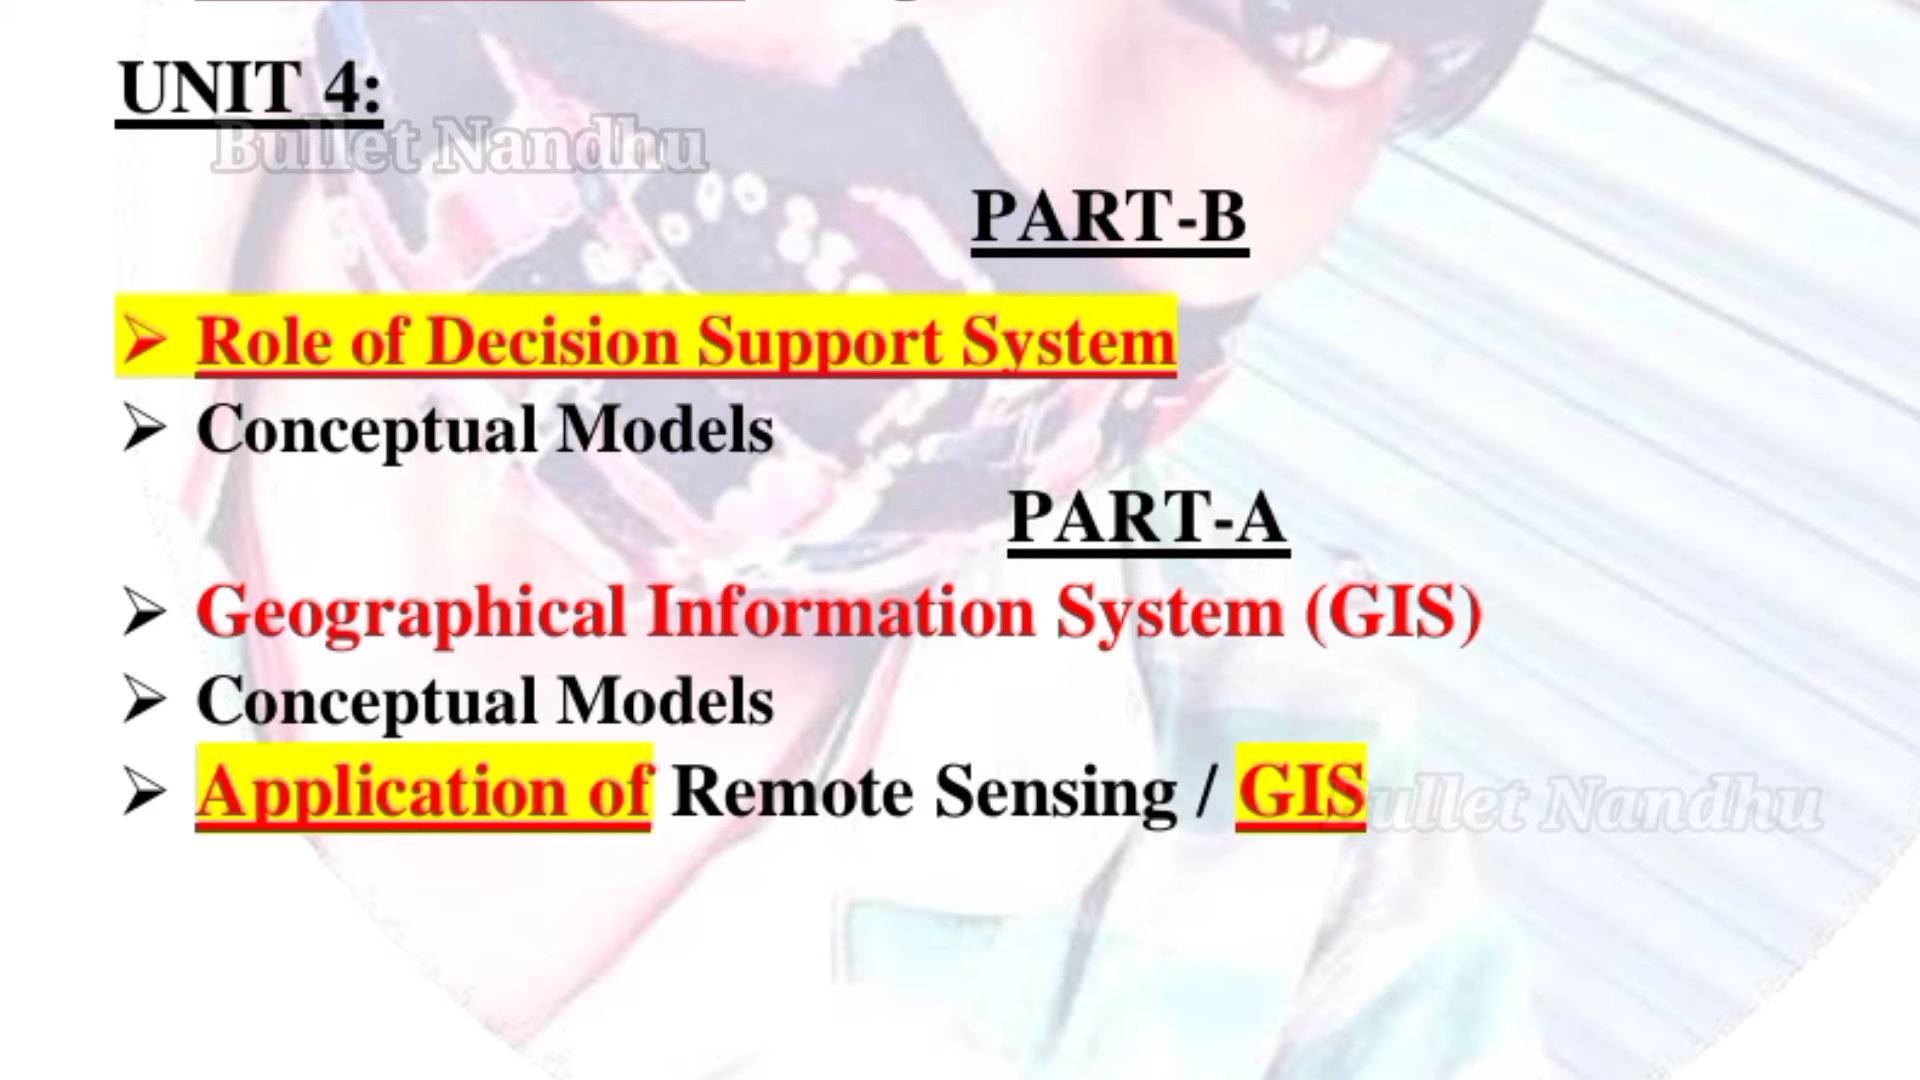 UNIT 4:
Bullet Nandhu
PART-B
➢ Role of Decision Support System
➢ Conceptual Models
PART-A
➢ Geographical Information System (GIS)
➢ Conceptual Models
➢ Application of Remote Sensing / GIS
Bullet Nandhu